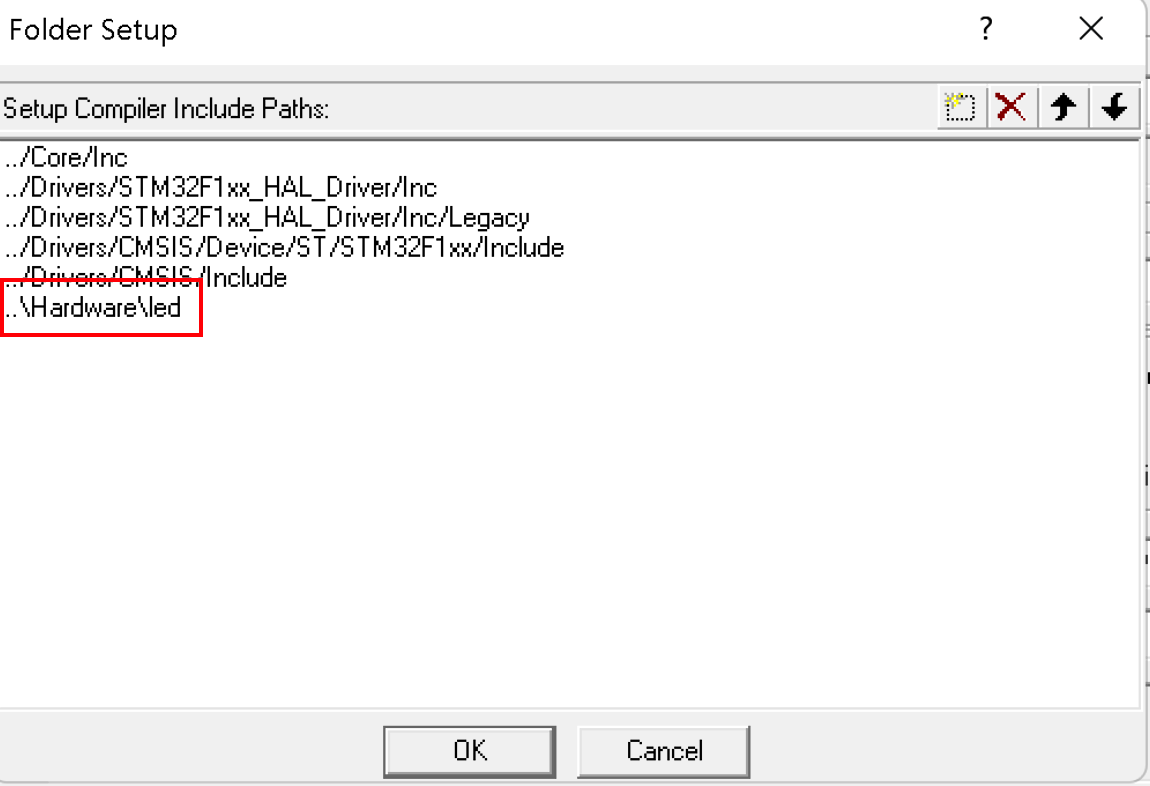 Folder Setup ?
Setup Compiler Include Paths:
../Core/Inc
../Drivers/STM32F1xx_HAL_Driver/Inc
../Drivers/STM32F1xx_HAL_Driver/Inc/Legacy
../Drivers/CMSIS/Device/ST/STM32F1xx/Include
../Drivers/CMSIS/Include
..\Hardware\led
OK Cancel